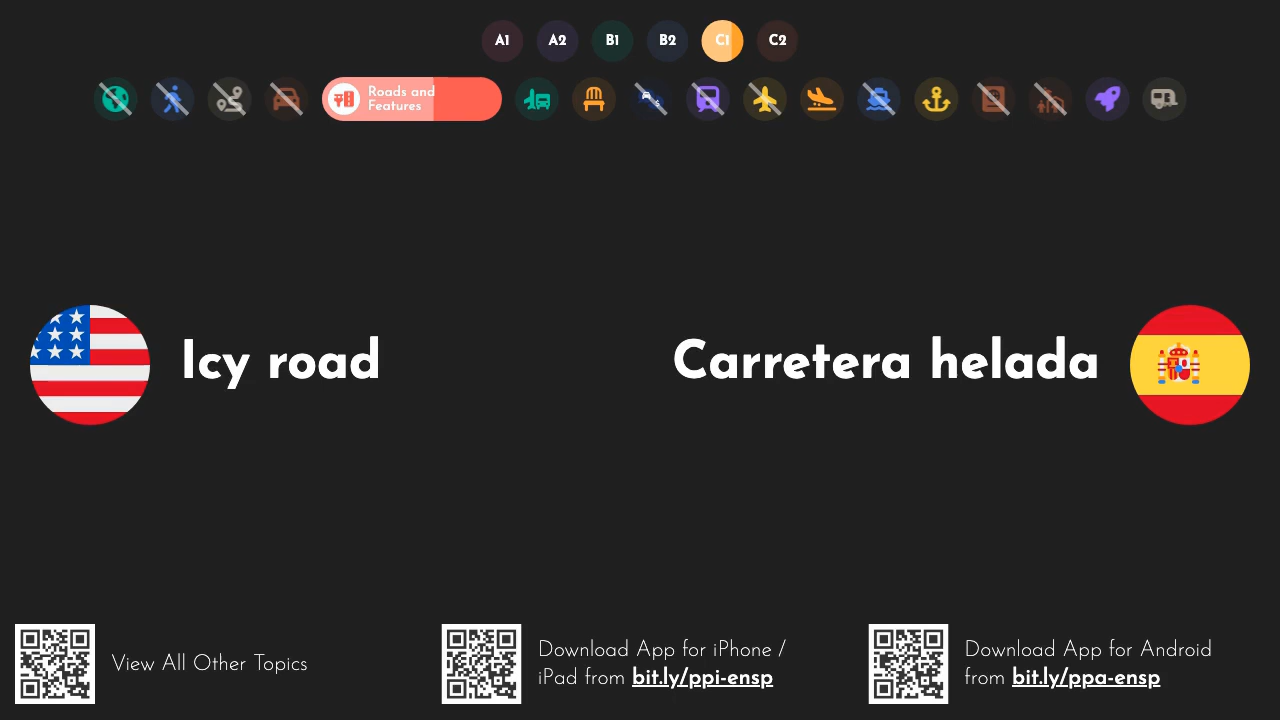 A1 A2 B1 B2 C1 C2
Roads and
Features
Icy road
Carretera helada
View All Other Topics
Download App for iPhone /
iPad from bit.ly/ppi-ensp
Download App for Android
from bit.ly/ppa-ensp